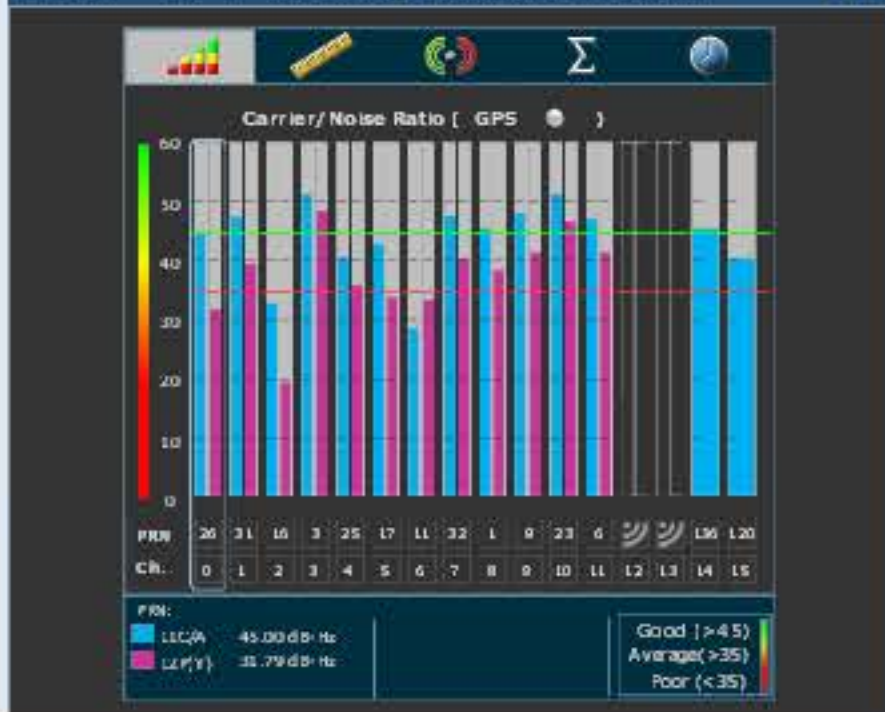 Σ
Carrier/Noise Ratio [ GPS ]
60
50
40
30
20
10
0
PRN 26 31 16 3 25 17 11 32 1 9 23 6 136 120
Ch.. 0 1 2 3 4 5 6 7 8 9 10 11 12 13 14 15
PRN:
L1C/A 45.00 dB-Hz
L2P(Y) 31.79 dB-Hz
Good (>45)
Average(>35)
Poor (<35)